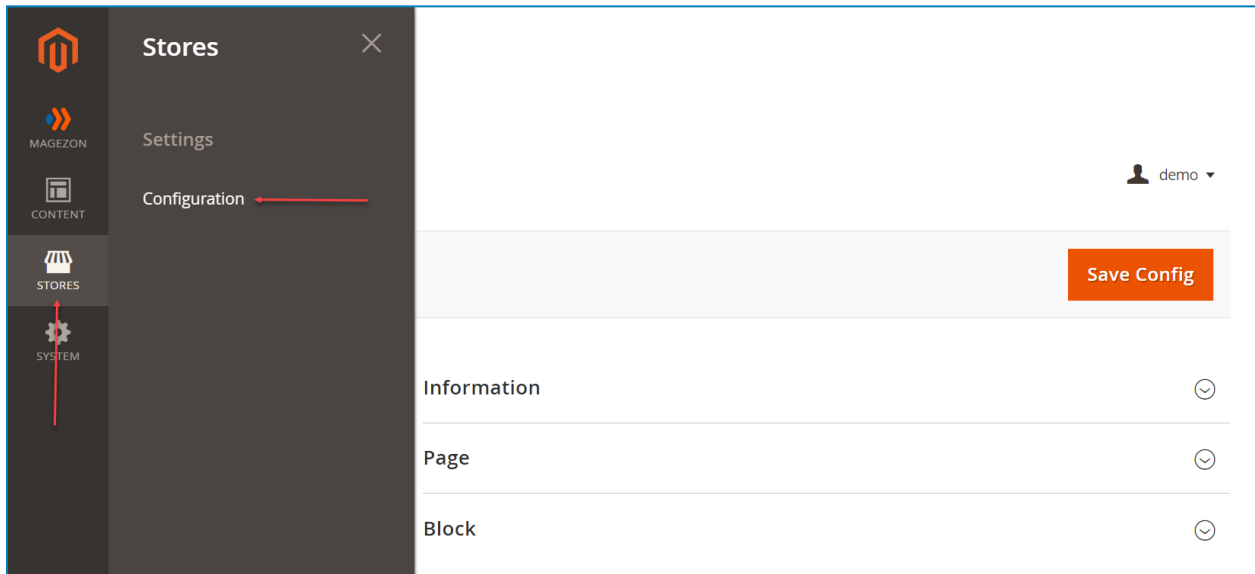 MAGEZON
CONTENT
STORES
SYSTEM
Stores
Settings
Configuration
demo
Save Config
Information
Page
Block